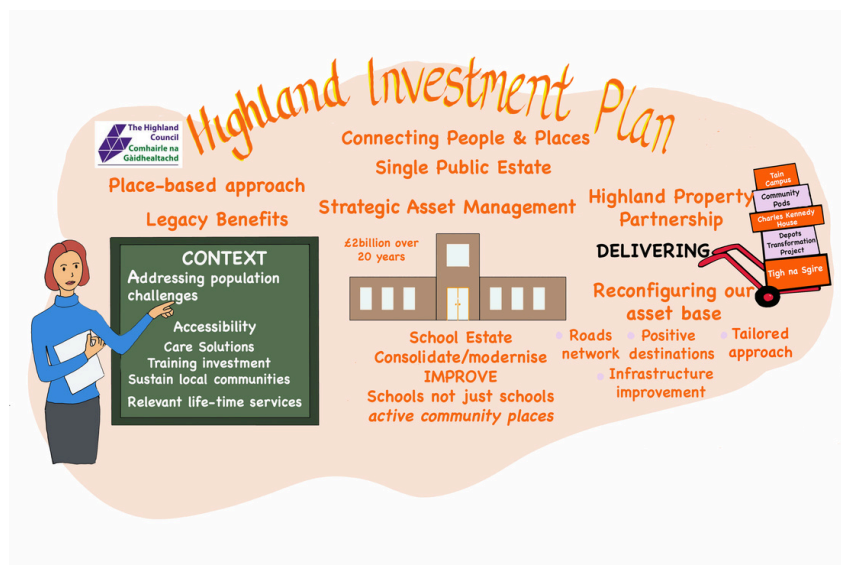 Highland Investment Plan
The Highland
Council
Comhairle na
Gàidhealtachd
Connecting People & Places
Single Public Estate
Place-based approach
Legacy Benefits
Strategic Asset Management
Highland Property
Partnership
CONTEXT
Addressing population
challenges
Accessibility
Care Solutions
Training investment
Sustain local communities
Relevant life-time services
£2billion over
20 years
School Estate
Consolidate/modernise
IMPROVE
Schools not just schools
active community places
DELIVERING
Tain
Campus
Community
Pods
Charles Kennedy
House
Depots
Transformation
Project
Tigh na Sgire
Reconfiguring our
asset base
Roads
network
Positive
destinations
Tailored
approach
Infrastructure
improvement